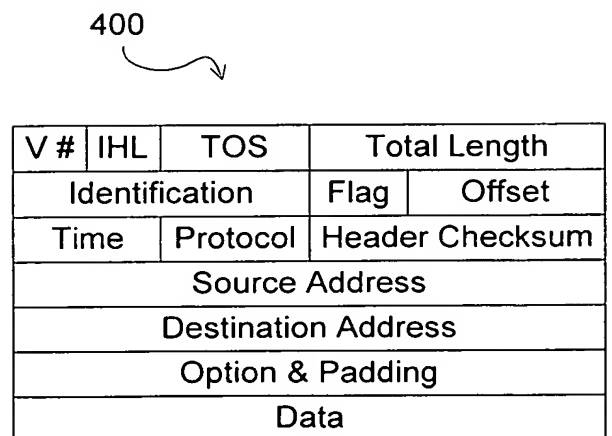 400
V # IHL TOS Total Length
Identification Flag Offset
Time Protocol Header Checksum
Source Address
Destination Address
Option & Padding
Data